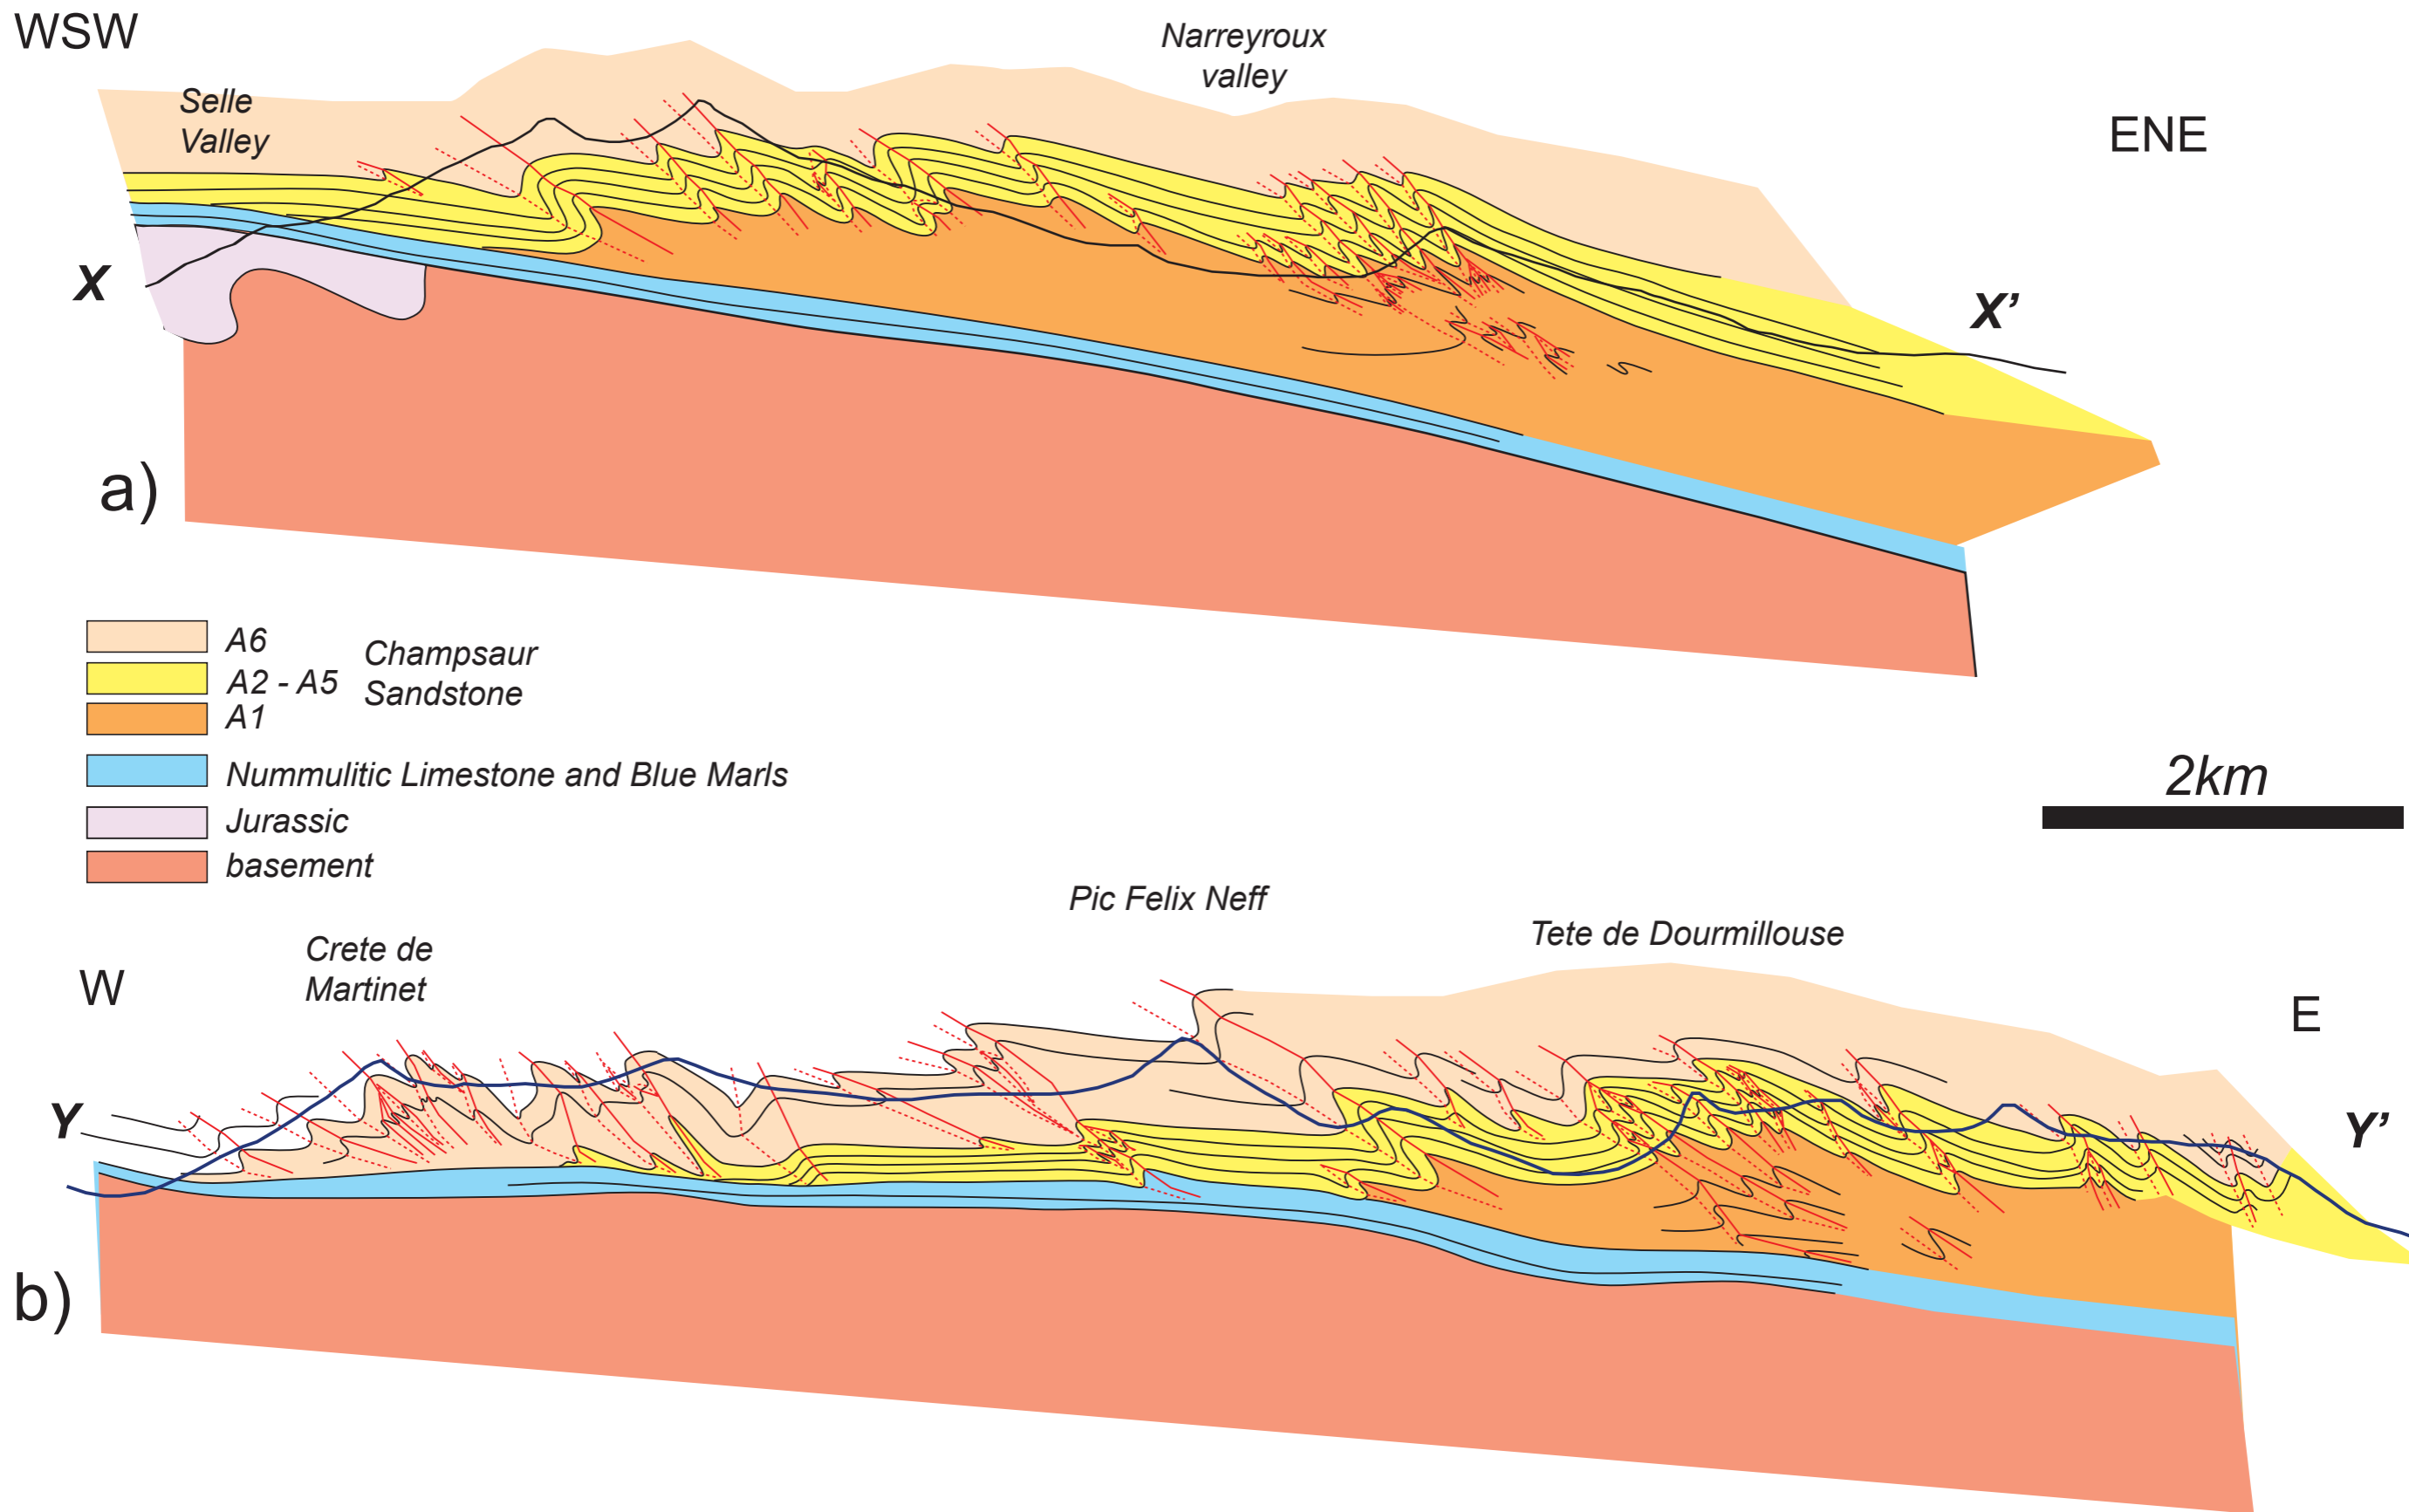 WSW
Narreyroux
valley
Selle
Valley
ENE
X
X’
a)
A6
Champsaur
Sandstone
A2 - A5
A1
Nummulitic Limestone and Blue Marls
Jurassic
basement
2km
Pic Felix Neff
Tete de Dourmillouse
Crete de
Martinet
W
E
Y
Y’
b)